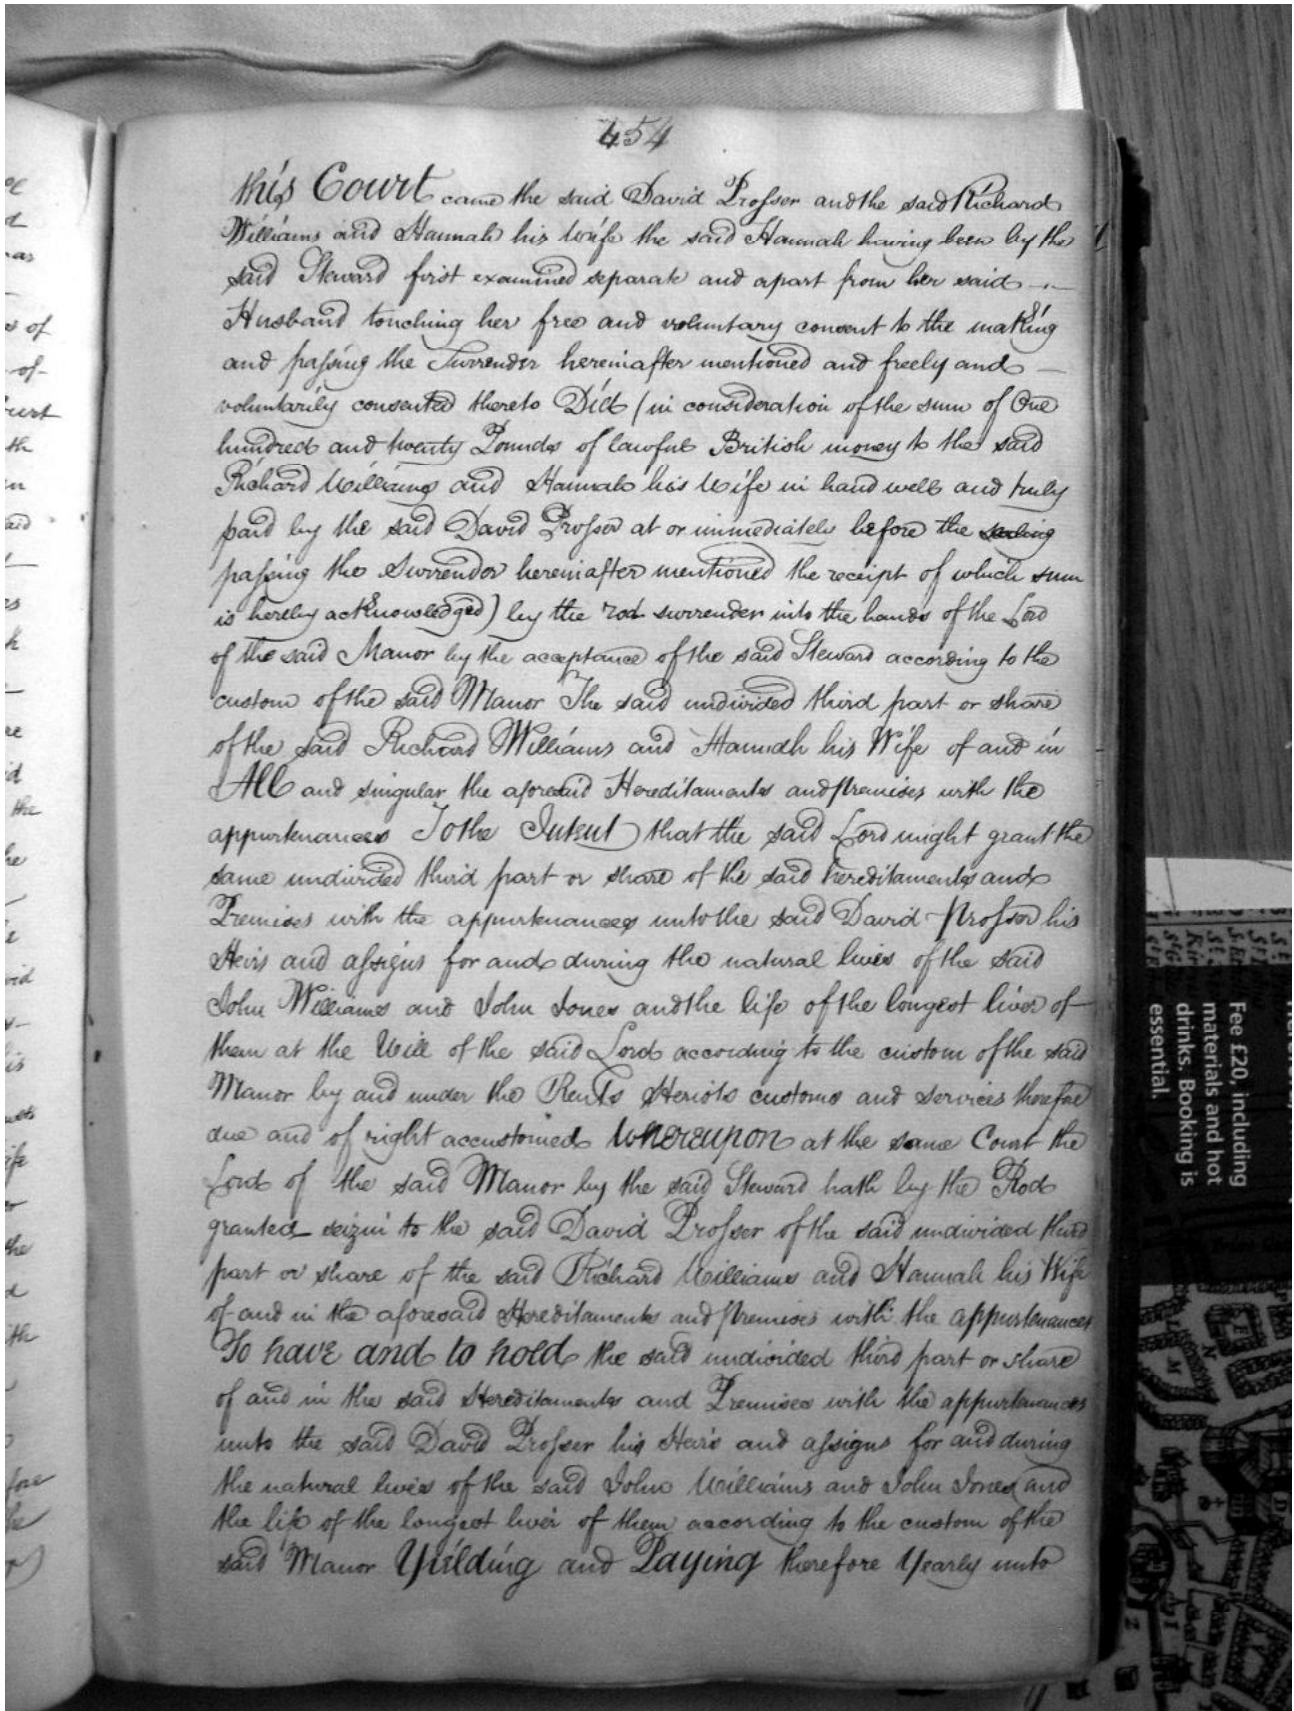 454
this Court came the said David Prosser and the said Richard
Williams and Hannah his Wife the said Hannah having been by the
said Steward first examined separate and apart from her said
Husband touching her free and voluntary consent to the making
and passing the Surrender hereinafter mentioned and freely and
voluntarily consented thereto Did (in consideration of the sum of One
hundred and twenty Pounds of lawful British money to the said
Richard Williams and Hannah his Wife in hand well and truly
paid by the said David Prosser at or immediately before the
passing the Surrender hereinafter mentioned the receipt of which sum
is hereby acknowledged) by the rod surrender into the hands of the Lord
of the said Manor by the acceptance of the said Steward according to the
custom of the said Manor The said undivided third part or share
of the said Richard Williams and Hannah his Wife of and in
All and singular the aforesaid Hereditaments and premises with the
appurtenances To the Intent that the said Lord might grant the
same undivided third part or share of the said hereditaments and
Premises with the appurtenances unto the said David Prosser his
Heirs and assigns for and during the natural lives of the said
John Williams and John Jones and the life of the longest liver of
them at the Will of the said Lord according to the custom of the said
Manor by and under the Rents Heriots customs and services therefore
due and of right accustomed Whereupon at the same Court the
Lord of the said Manor by the said Steward hath by the Rod
granted seizin to the said David Prosser of the said undivided third
part or share of the said Richard Williams and Hannah his Wife
of and in the aforesaid Hereditaments and premises with the appurtenances
To have and to hold the said undivided third part or share
of and in the said Hereditaments and Premises with the appurtenances
unto the said David Prosser his Heirs and assigns for and during
the natural lives of the said John Williams and John Jones and
the life of the longest liver of them according to the custom of the
said Manor Yielding and Paying therefore Yearly unto
Fee £20, including
materials and hot
drinks. Booking is
essential.